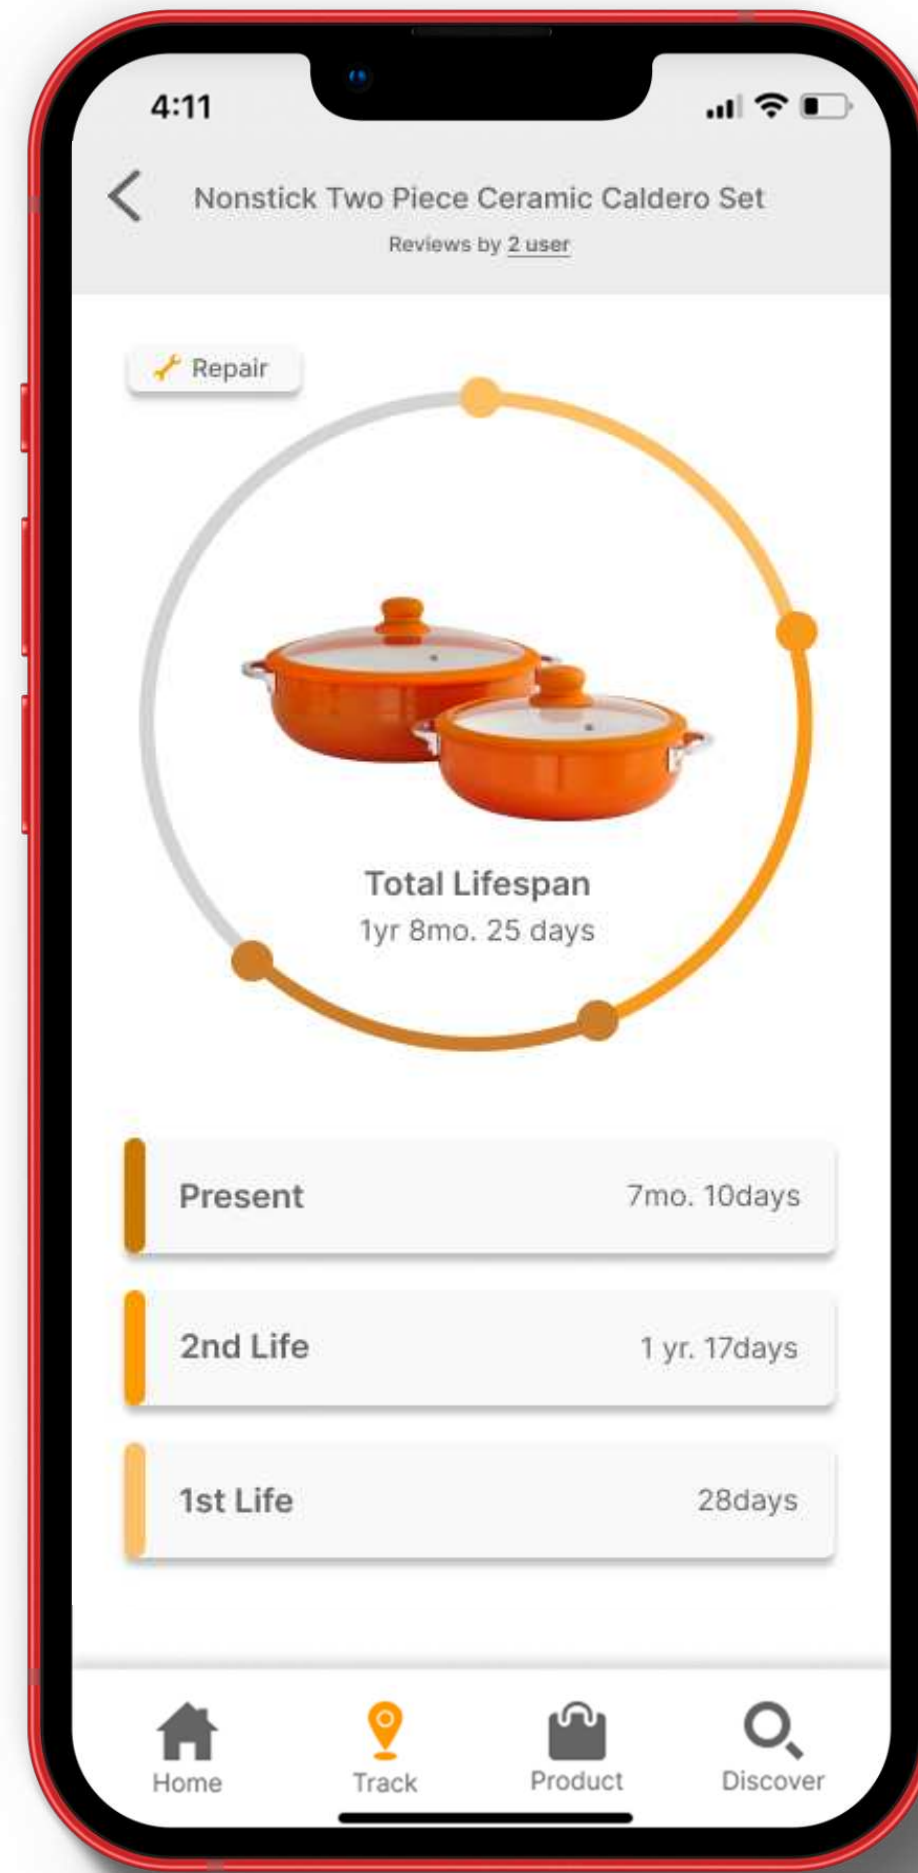 4:11
Nonstick Two Piece Ceramic Caldero Set
Reviews by 2 user
Repair
Total Lifespan
1yr 8mo. 25 days
Present 7mo. 10days
2nd Life 1 yr. 17days
1st Life 28days
Home Track Product Discover